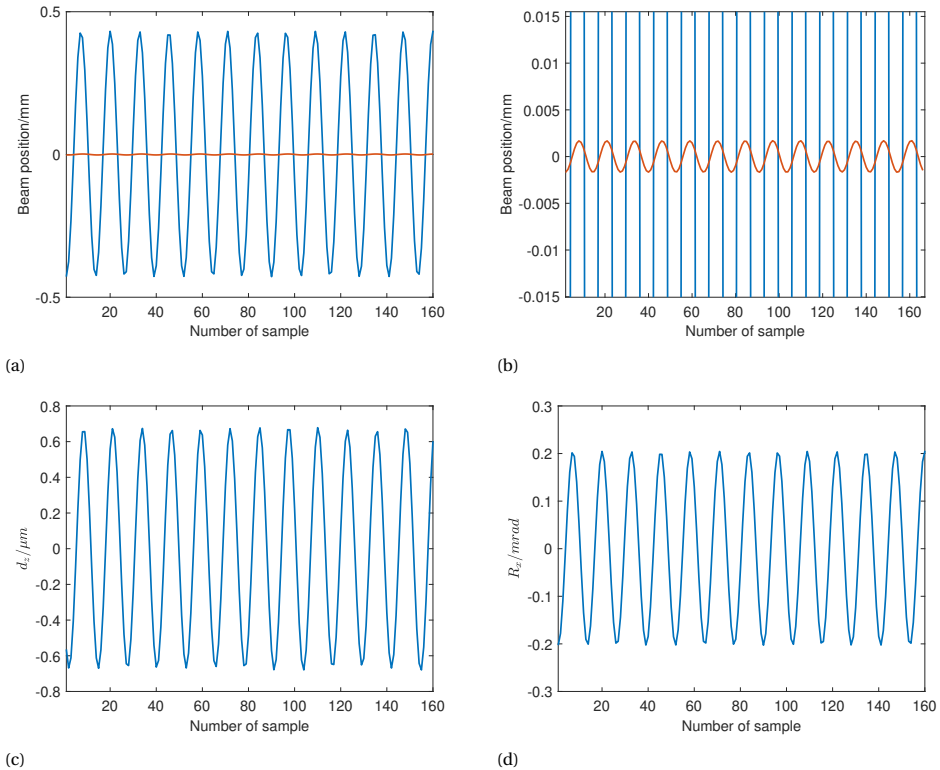 0.5
0
-0.5
Beam position/mm
20 40 60 80 100 120 140 160
Number of sample
(a)
0.015
0.01
0.005
0
-0.005
-0.01
-0.015
Beam position/mm
20 40 60 80 100 120 140 160
Number of sample
(b)
0.8
0.6
0.4
0.2
0
-0.2
-0.4
-0.6
-0.8
d_z/μm
20 40 60 80 100 120 140 160
Number of sample
(c)
0.3
0.2
0.1
0
-0.1
-0.2
-0.3
R_x/mrad
20 40 60 80 100 120 140 160
Number of sample
(d)